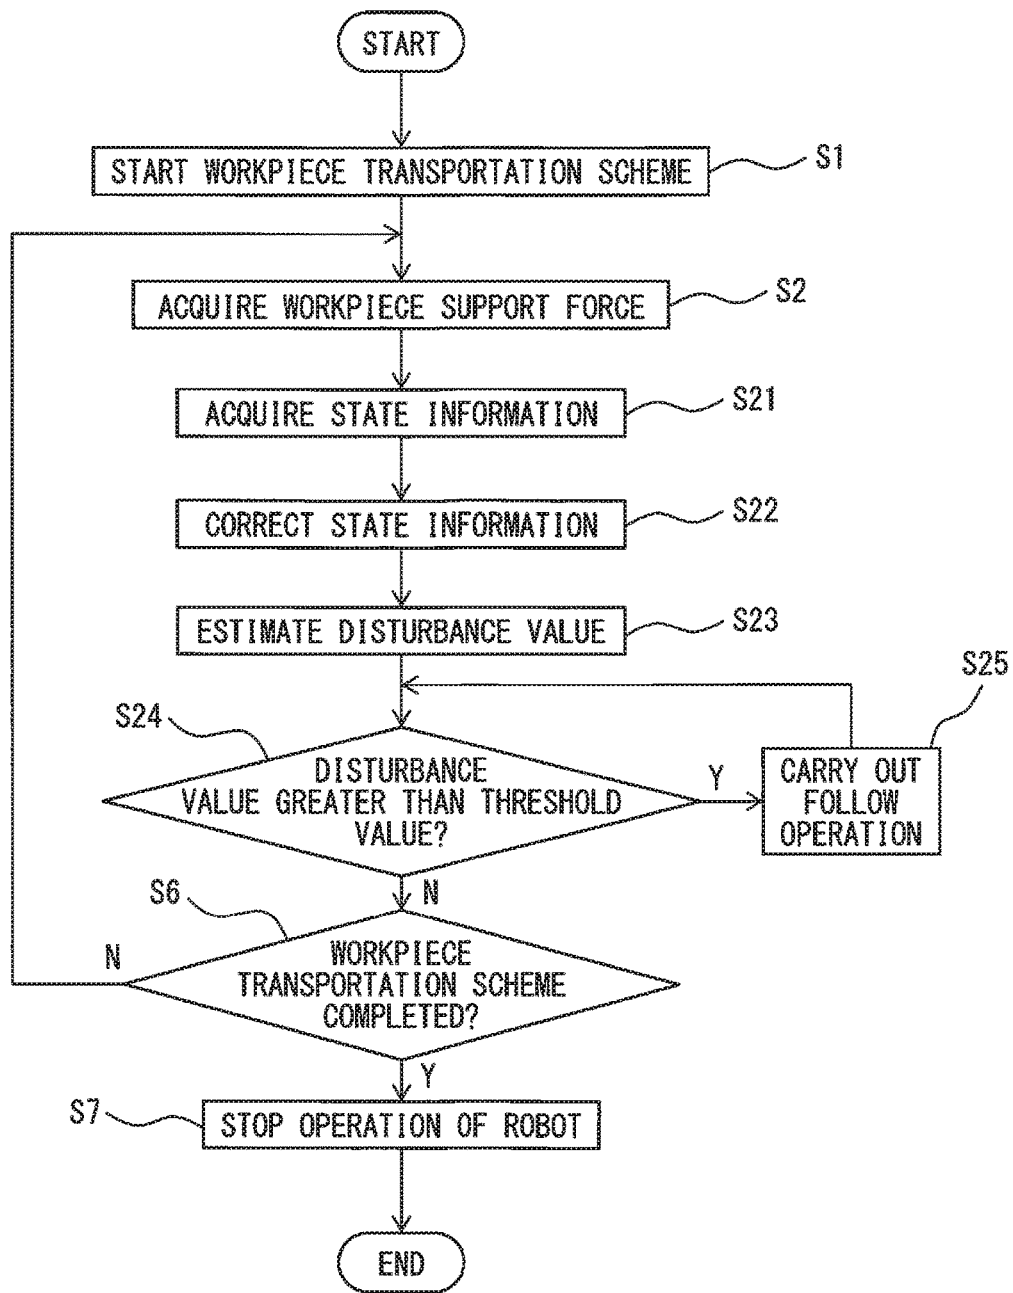 START
START WORKPIECE TRANSPORTATION SCHEME
S1
ACQUIRE WORKPIECE SUPPORT FORCE
S2
ACQUIRE STATE INFORMATION
S21
CORRECT STATE INFORMATION
S22
ESTIMATE DISTURBANCE VALUE
S23
S24
DISTURBANCE
VALUE GREATER THAN THRESHOLD
VALUE?
Y
S25
CARRY OUT
FOLLOW
OPERATION
N
S6
WORKPIECE
TRANSPORTATION SCHEME
COMPLETED?
N
Y
S7
STOP OPERATION OF ROBOT
END